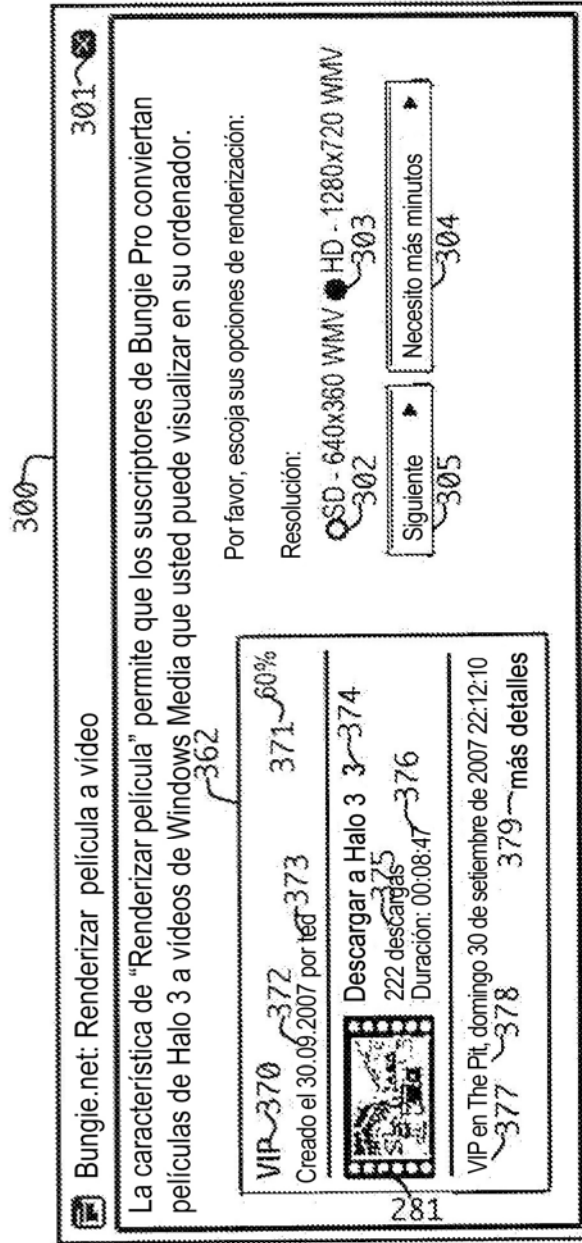 300
Bungie.net: Renderizar película a vídeo
301
La característica de “Renderizar película” permite que los suscriptores de Bungie Pro conviertan
películas de Halo 3 a vídeos de Windows Media que usted puede visualizar en su ordenador.
362
VIP 370
371 60%
372
Creado el 30.09.2007 por ted 373
Descargar a Halo 3 3 374
375
222 descargas
376
Duración: 00:08:47
281
VIP en The Pit, domingo 30 de setiembre de 2007 22:12:10
377 378
379 más detalles
Por favor, escoja sus opciones de renderización:
Resolución:
SD - 640x360 WMV HD - 1280x720 WMV
302 303
Siguiente Necesito más minutos
305 304